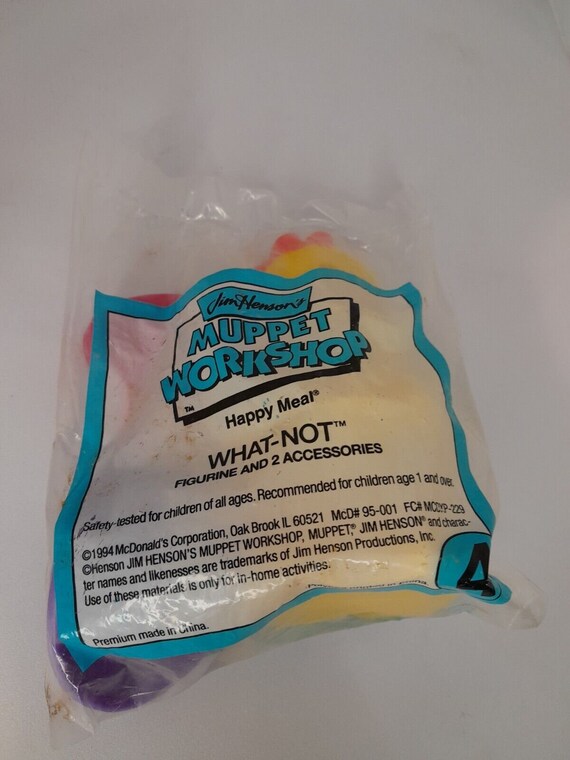 Jim Henson's
MUPPET
WORKSHOP
TM
Happy Meal®
WHAT-NOT™
FIGURINE AND 2 ACCESSORIES
Safety-tested for children of all ages. Recommended for children age 1 and over.
©1994 McDonald's Corporation, Oak Brook IL 60521 McD# 95-001 FC# MCDYP-229
©Henson JIM HENSON'S MUPPET WORKSHOP, MUPPET, JIM HENSON and charac-
ter names and likenesses are trademarks of Jim Henson Productions, Inc.
Use of these materials is only for in-home activities.
Premium made in China.
4